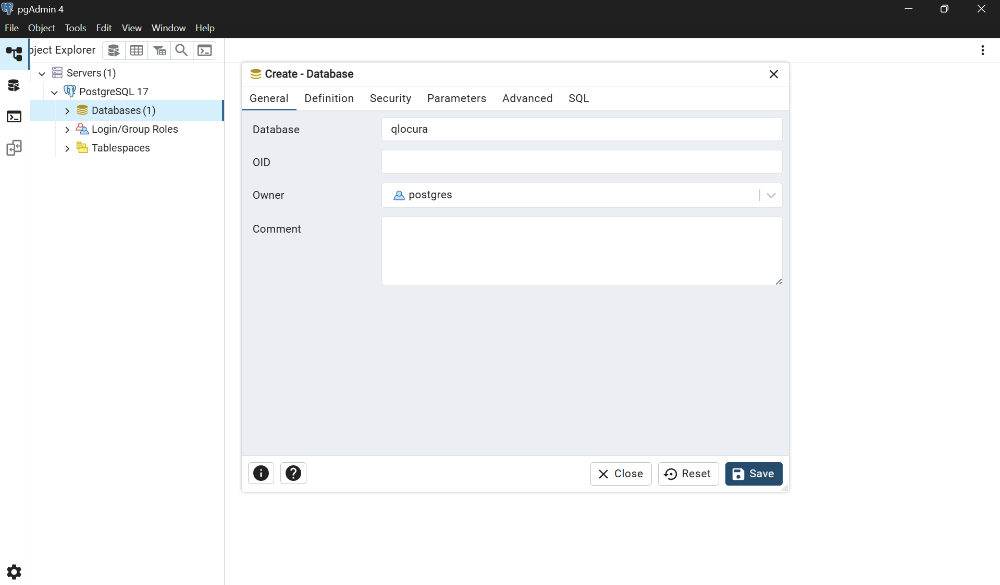 pgAdmin 4
File Object Tools Edit View Window Help
bject Explorer
Servers (1)
PostgreSQL 17
Databases (1)
Login/Group Roles
Tablespaces
Create - Database
General Definition Security Parameters Advanced SQL
Database qlocura
OID
Owner postgres
Comment
Close Reset Save